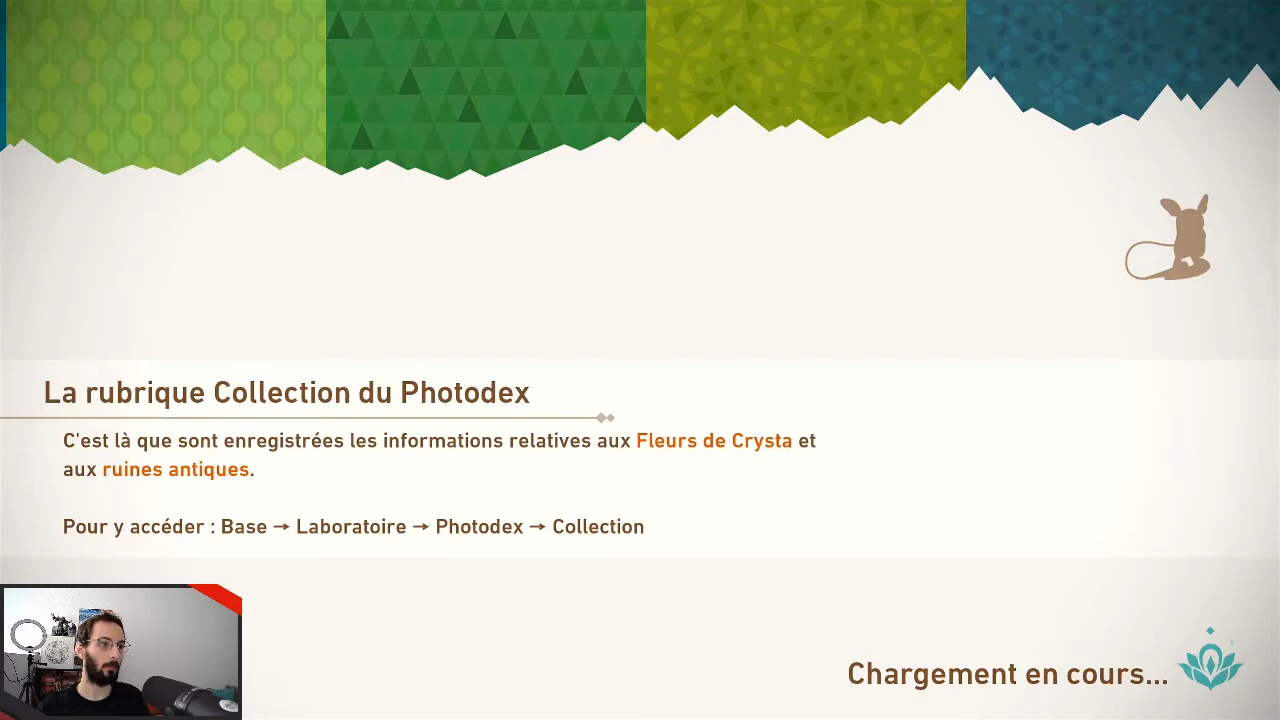 La rubrique Collection du Photodex
C'est là que sont enregistrées les informations relatives aux Fleurs de Crysta et
aux ruines antiques.
Pour y accéder : Base → Laboratoire → Photodex → Collection
Chargement en cours...